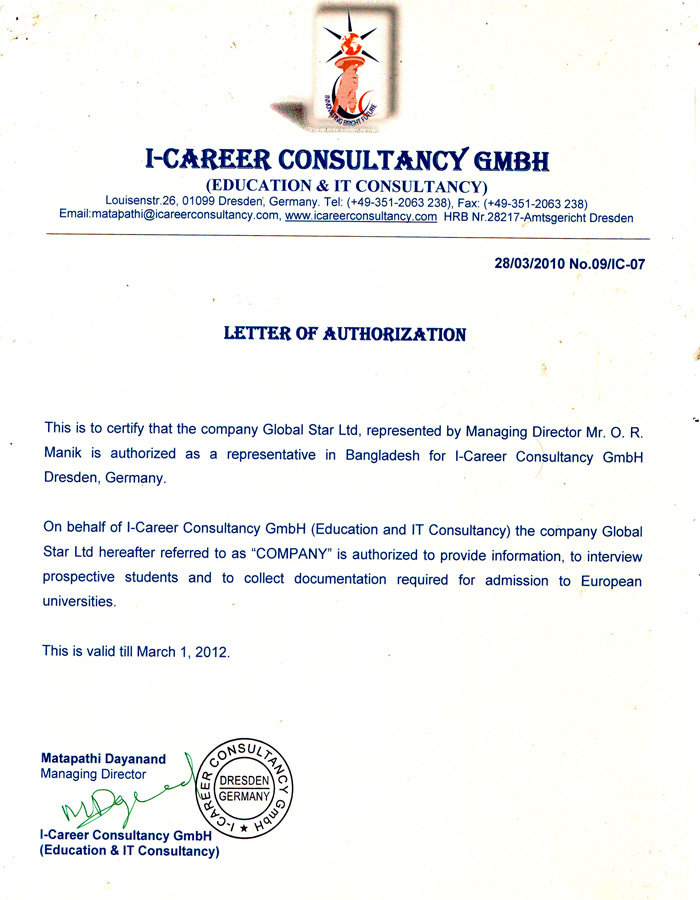 INNOVATING BRIGHT FUTURE
I-CAREER CONSULTANCY GMBH
(EDUCATION & IT CONSULTANCY)
Louisenstr.26, 01099 Dresden, Germany. Tel: (+49-351-2063 238), Fax: (+49-351-2063 238)
Email:matapathi@icareerconsultancy.com, www.icareerconsultancy.com HRB Nr.28217-Amtsgericht Dresden
28/03/2010 No.09/IC-07
LETTER OF AUTHORIZATION
This is to certify that the company Global Star Ltd, represented by Managing Director Mr. O. R.
Manik is authorized as a representative in Bangladesh for I-Career Consultancy GmbH
Dresden, Germany.
On behalf of I-Career Consultancy GmbH (Education and IT Consultancy) the company Global
Star Ltd hereafter referred to as “COMPANY” is authorized to provide information, to interview
prospective students and to collect documentation required for admission to European
universities.
This is valid till March 1, 2012.
Matapathi Dayanand
Managing Director
I-Career Consultancy GmbH
(Education & IT Consultancy)
I-CAREER CONSULTANCY GmbH
DRESDEN
GERMANY